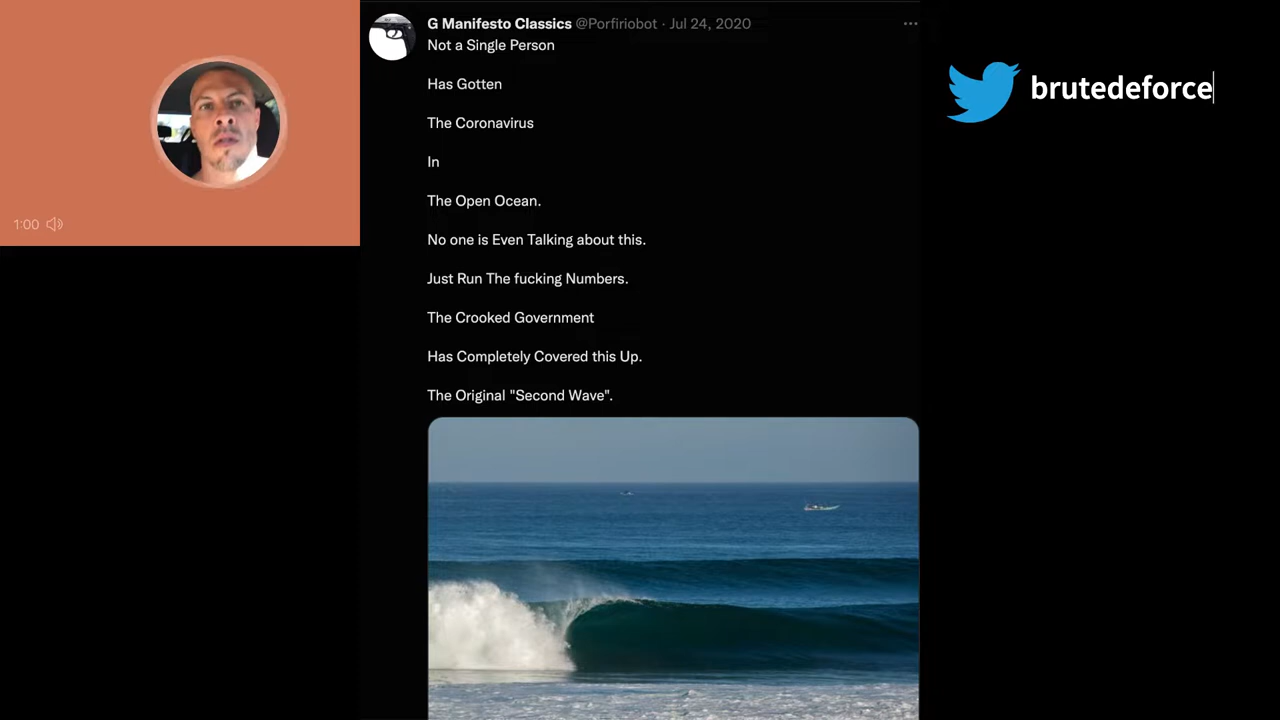 G Manifesto Classics @Porfiriobot · Jul 24, 2020
Not a Single Person
Has Gotten
The Coronavirus
In
The Open Ocean.
No one is Even Talking about this.
Just Run The fucking Numbers.
The Crooked Government
Has Completely Covered this Up.
The Original "Second Wave".
brutedeforce
1:00